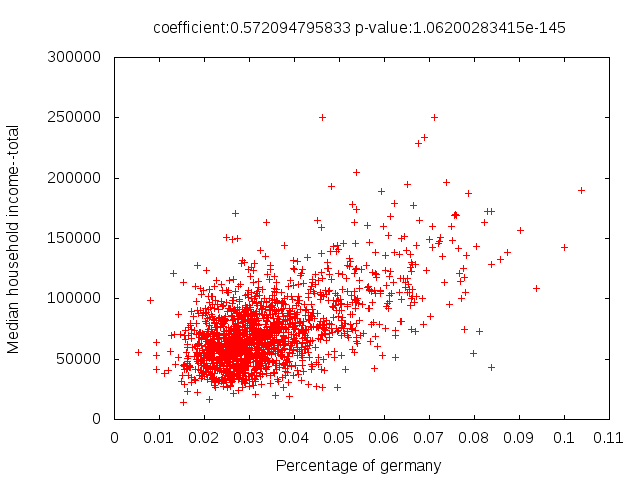 coefficient:0.572094795833 p-value:1.06200283415e-145
300000
250000
200000
150000
100000
50000
0
Median household income--total
0 0.01 0.02 0.03 0.04 0.05 0.06 0.07 0.08 0.09 0.1 0.11
Percentage of germany